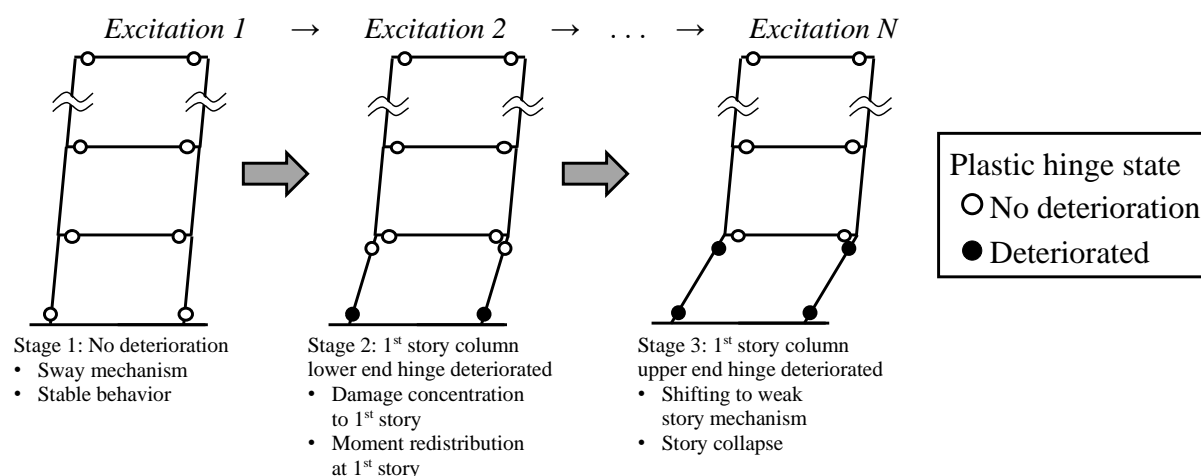 Excitation 1 → Excitation 2 → . . . → Excitation N
Plastic hinge state
No deterioration
Deteriorated
Stage 1: No deterioration
• Sway mechanism
• Stable behavior
Stage 2: 1st story column
lower end hinge deteriorated
• Damage concentration
to 1st story
• Moment redistribution
at 1st story
Stage 3: 1st story column
upper end hinge deteriorated
• Shifting to weak
story mechanism
• Story collapse